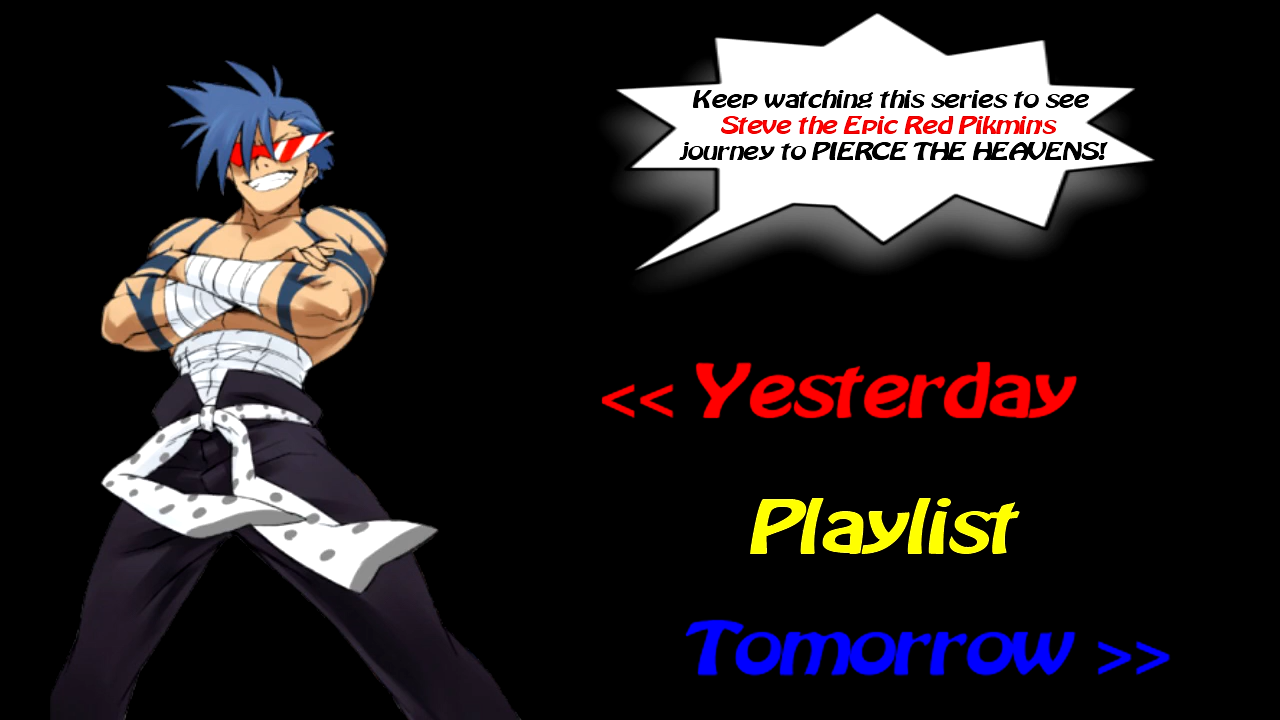 Keep watching this series to see
Steve the Epic Red Pikmin's
journey to PIERCE THE HEAVENS!
<< Yesterday
Playlist
Tomorrow >>